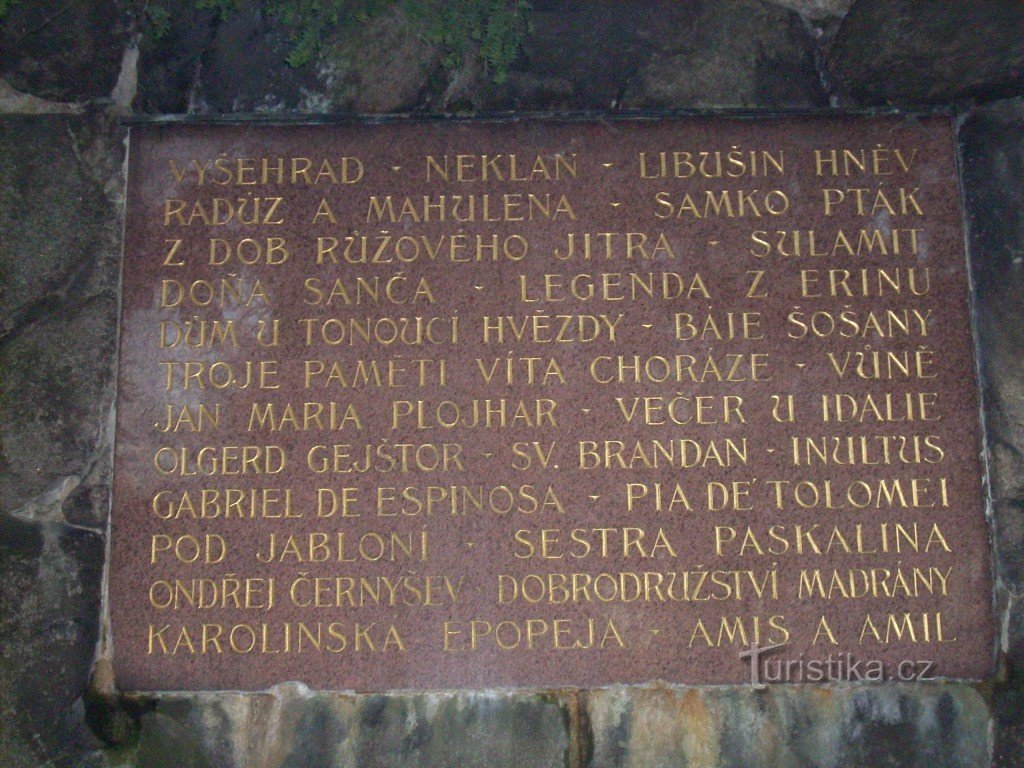 VYŠEHRAD - NEKLAN - LIBUŠIN HNĚV
RADÚZ A MAHULENA - SAMKO PTÁK
Z DOB RŮŽOVÉHO JITRA - SULAMIT
DOŇA SANČA - LEGENDA Z ERINU
DŮM U TONOUCÍ HVĚZDY - BÁJE ŠOŠANY
TROJE PAMĚTI VÍTA CHORÁZE - VŮNĚ
JAN MARIA PLOJHAR - VEČER U IDALIE
OLGERD GEJŠTOR - SV. BRANDAN - INULTUS
GABRIEL DE ESPINOSA - PIA DE TOLOMEI
POD JABLONÍ - SESTRA PASKALINA
ONDŘEJ ČERNYŠEV - DOBRODRUŽSTVÍ MADRÁNY
KAROLINSKÁ EPOPEJA - AMIS A AMIL
Turistika.cz